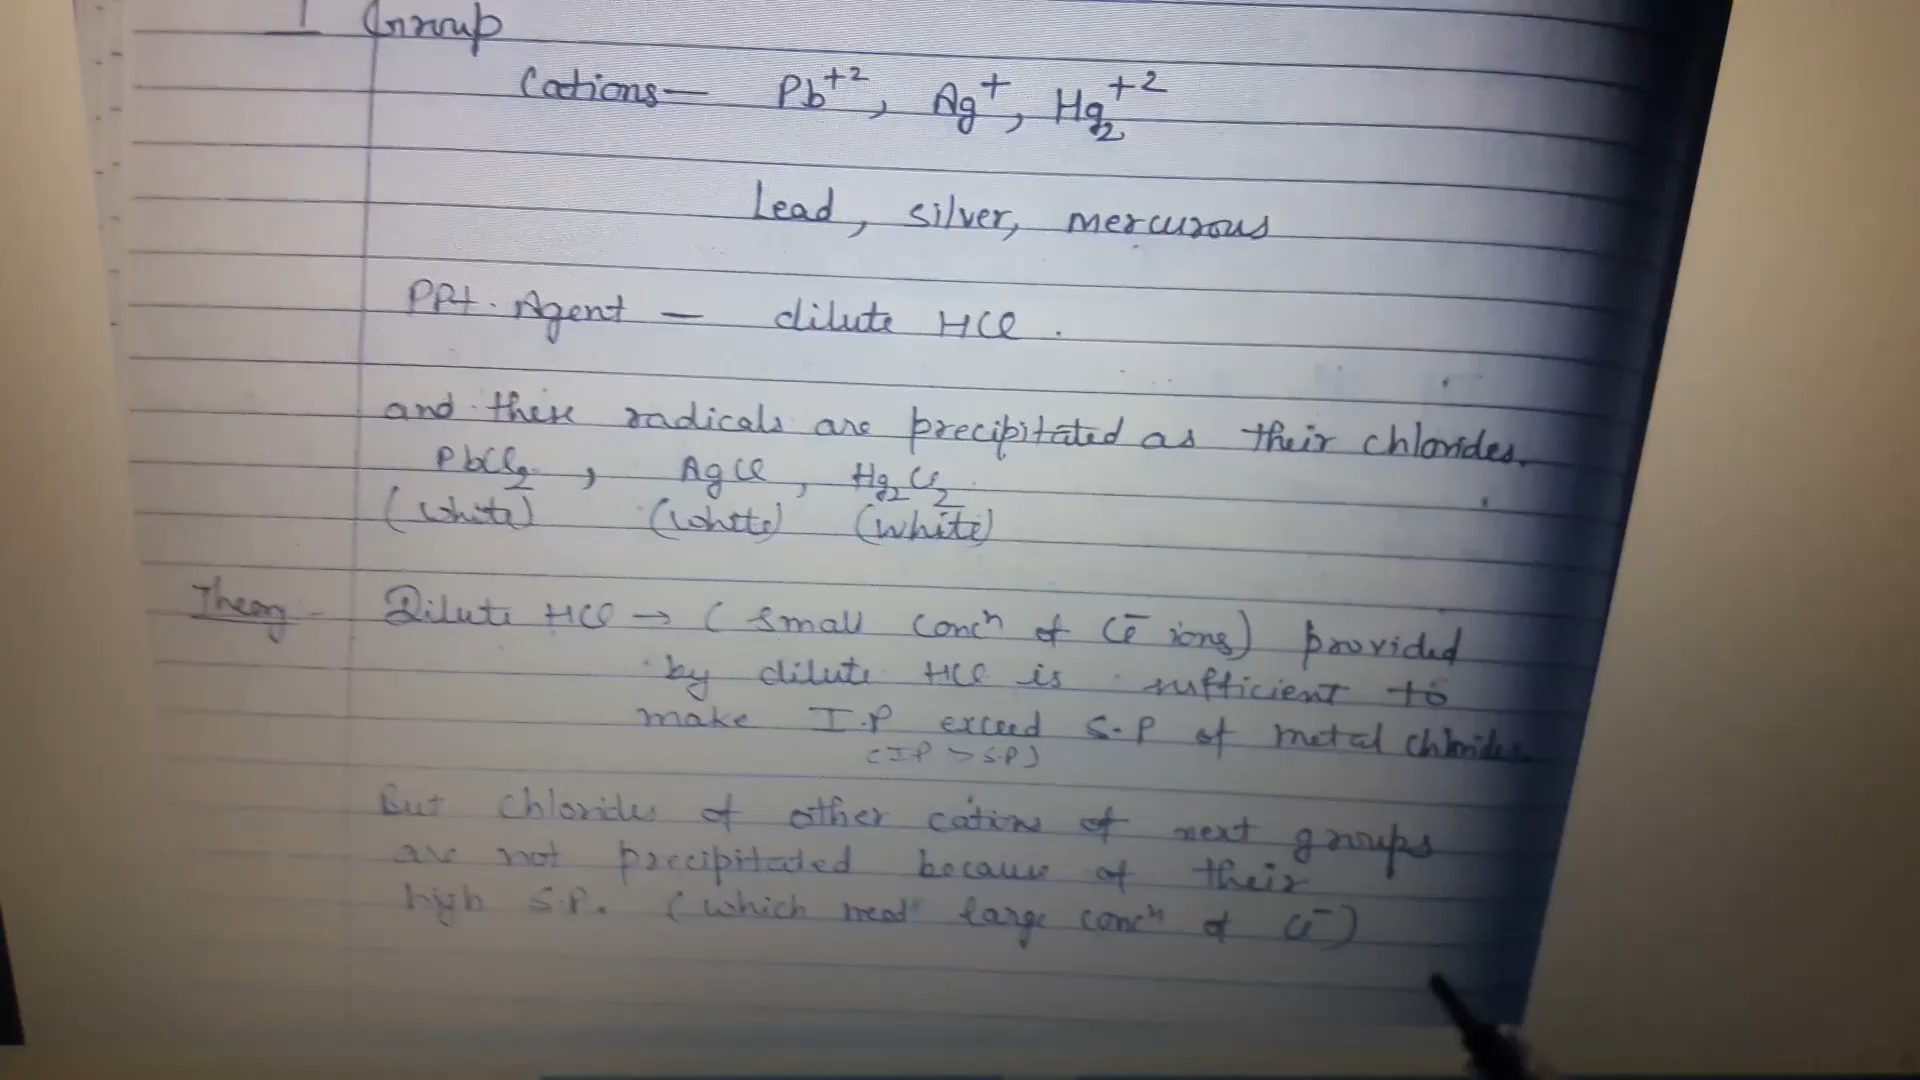 I Group
Cations— Pb+2, Ag+, Hg2+2
Lead, silver, mercurous
PPt. Agent — dilute HCl.
and these radicals are precipitated as their chlorides.
PbCl2, AgCl, Hg2Cl2
(white) (white) (white)
Theory - Dilute HCl → (small concn of Cl- ions) provided
by dilute HCl is sufficient to
make I.P exceed S.P of metal chlorides.
(IP > S.P)
But chlorides of other cations of next groups
are not precipitated because of their
high S.P. (which need large concn of Cl-)